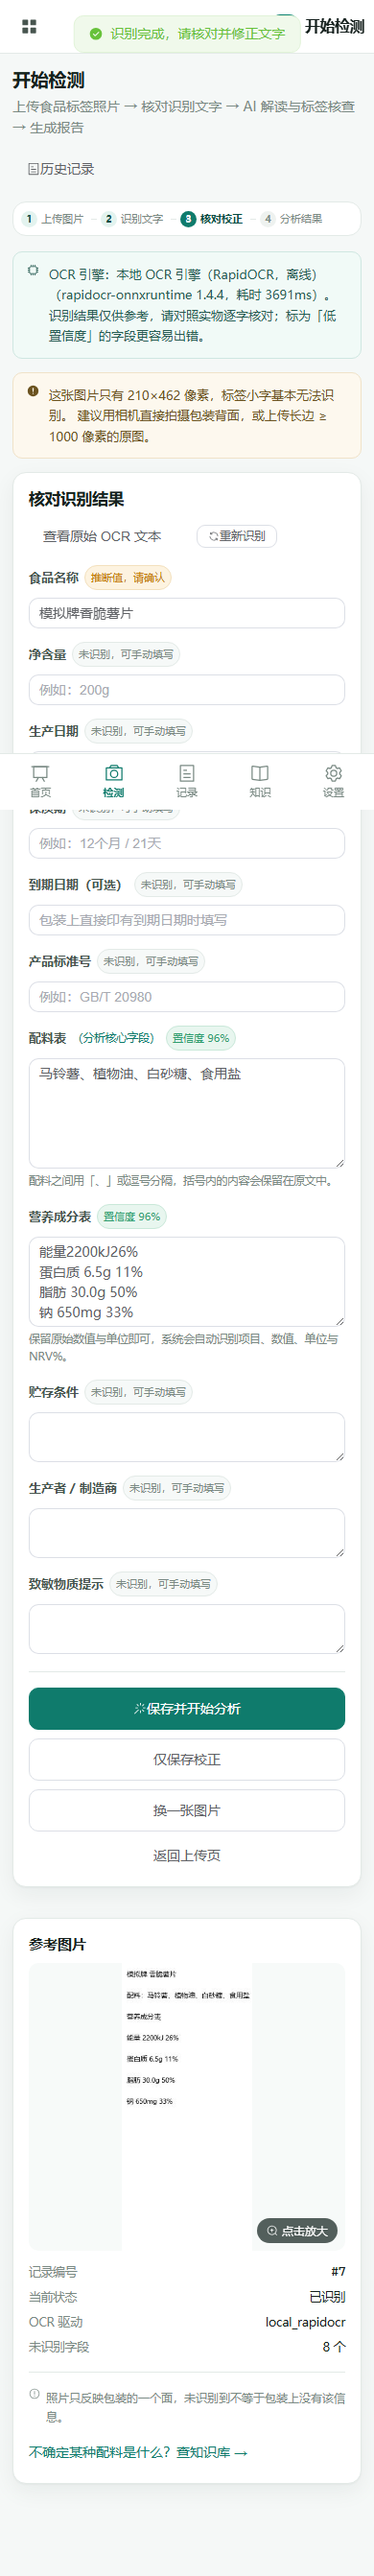 识别完成，请核对并修正文字
开始检测
开始检测
上传食品标签照片 → 核对识别文字 → AI 解读与标签核查
→ 生成报告
历史记录
1 上传图片 2 识别文字 3 核对校正 4 分析结果
OCR 引擎：本地 OCR 引擎（RapidOCR，离线）
（rapidocr-onnxruntime 1.4.4，耗时 3691ms）。
识别结果仅供参考，请对照实物逐字核对；标为「低
置信度」的字段更容易出错。
这张图片只有 210×462 像素，标签小字基本无法识
别。 建议用相机直接拍摄包装背面，或上传长边 ≥
1000 像素的原图。
核对识别结果
查看原始 OCR 文本 重新识别
食品名称 推断值，请确认
模拟牌香脆薯片
净含量 未识别，可手动填写
例如：200g
生产日期 未识别，可手动填写
首页 检测 记录 知识 设置
保质期 未识别，可手动填写
例如：12个月 / 21天
到期日期（可选） 未识别，可手动填写
包装上直接印有到期日期时填写
产品标准号 未识别，可手动填写
例如：GB/T 20980
配料表 （分析核心字段） 置信度 96%
马铃薯、植物油、白砂糖、食用盐
配料之间用「、」或逗号分隔，括号内的内容会保留在原文中。
营养成分表 置信度 96%
能量2200kJ26%
蛋白质 6.5g 11%
脂肪 30.0g 50%
钠 650mg 33%
保留原始数值与单位即可，系统会自动识别项目、数值、单位与
NRV%。
贮存条件 未识别，可手动填写
生产者 / 制造商 未识别，可手动填写
致敏物质提示 未识别，可手动填写
保存并开始分析
仅保存校正
换一张图片
返回上传页
参考图片
模拟牌 香脆薯片
配料：马铃薯、植物油、白砂糖、食用盐
营养成分表
能量 2200kJ 26%
蛋白质 6.5g 11%
脂肪 30.0g 50%
钠 650mg 33%
点击放大
记录编号 #7
当前状态 已识别
OCR 驱动 local_rapidocr
未识别字段 8 个
照片只反映包装的一个面，未识别到不等于包装上没有该信
息。
不确定某种配料是什么？查知识库 →